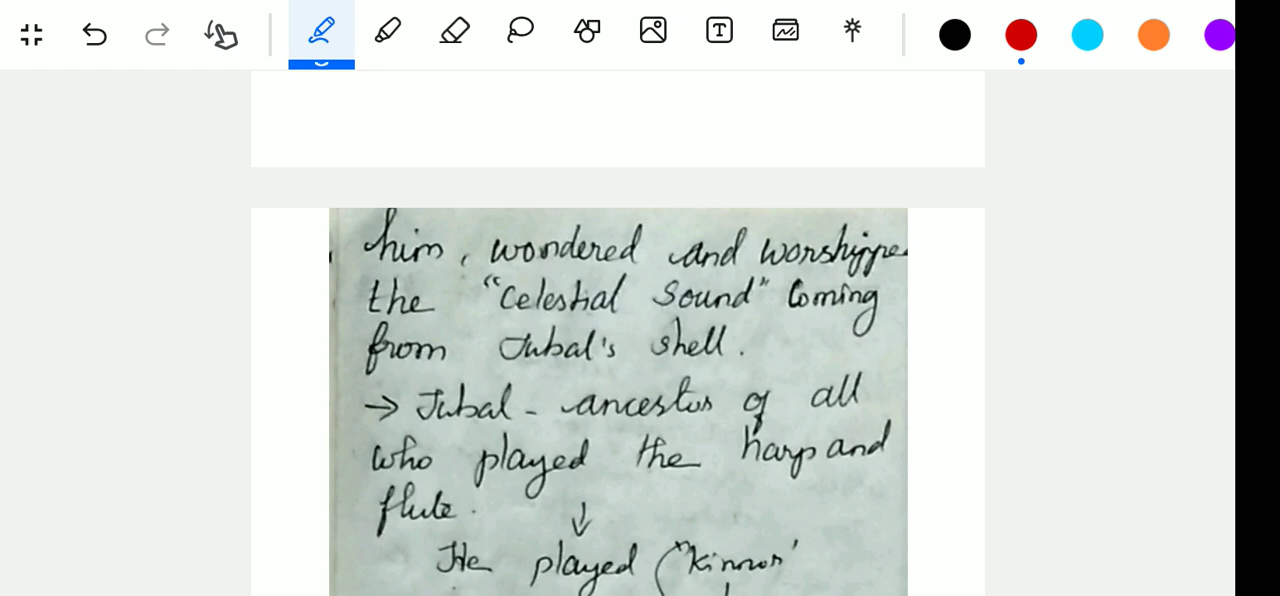 him, wondered and worshippe
the "Celestial Sound" Coming
from Jubal's shell.
→ Jubal - ancestor of all
who played the harp and
flute.
↓
He played ("Kinnor'